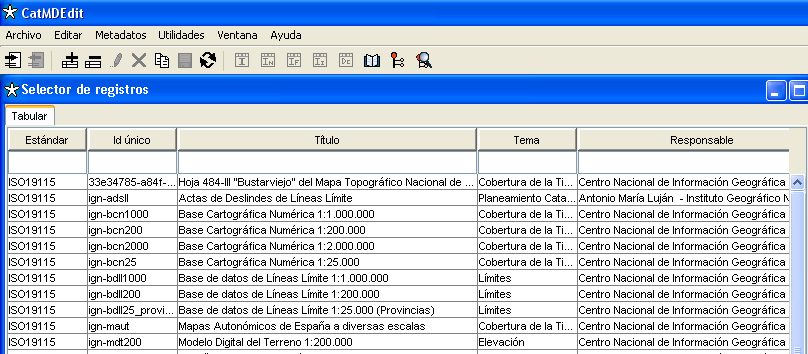 CatMDEdit
Archivo Editar Metadatos Utilidades Ventana Ayuda
Selector de registros
Tabular
Estándar Id único Título Tema Responsable
ISO19115 33e34785-a84f-... Hoja 484-III "Bustarviejo" del Mapa Topográfico Nacional de ... Cobertura de la Ti... Centro Nacional de Información Geográfica
ISO19115 ign-adsll Actas de Deslindes de Líneas Límite Planeamiento Cata... Antonio María Luján - Instituto Geográfico N
ISO19115 ign-bcn1000 Base Cartográfica Numérica 1:1.000.000 Cobertura de la Ti... Centro Nacional de Información Geográfica
ISO19115 ign-bcn200 Base Cartográfica Numérica 1:200.000 Cobertura de la Ti... Centro Nacional de Información Geográfica
ISO19115 ign-bcn2000 Base Cartográfica Numérica 1:2.000.000 Cobertura de la Ti... Centro Nacional de Información Geográfica
ISO19115 ign-bcn25 Base Cartográfica Numérica 1:25.000 Cobertura de la Ti... Centro Nacional de Información Geográfica
ISO19115 ign-bdll1000 Base de datos de Líneas Límite 1:1.000.000 Límites Centro Nacional de Información Geográfica
ISO19115 ign-bdll200 Base de datos de Líneas Límite 1:200.000 Límites Centro Nacional de Información Geográfica
ISO19115 ign-bdll25_provi... Base de datos de Líneas Límite 1:25.000 (Provincias) Límites Centro Nacional de Información Geográfica
ISO19115 ign-maut Mapas Autonómicos de España a diversas escalas Cobertura de la Ti... Centro Nacional de Información Geográfica
ISO19115 ign-mdt200 Modelo Digital del Terreno 1:200.000 Elevación Centro Nacional de Información Geográfica